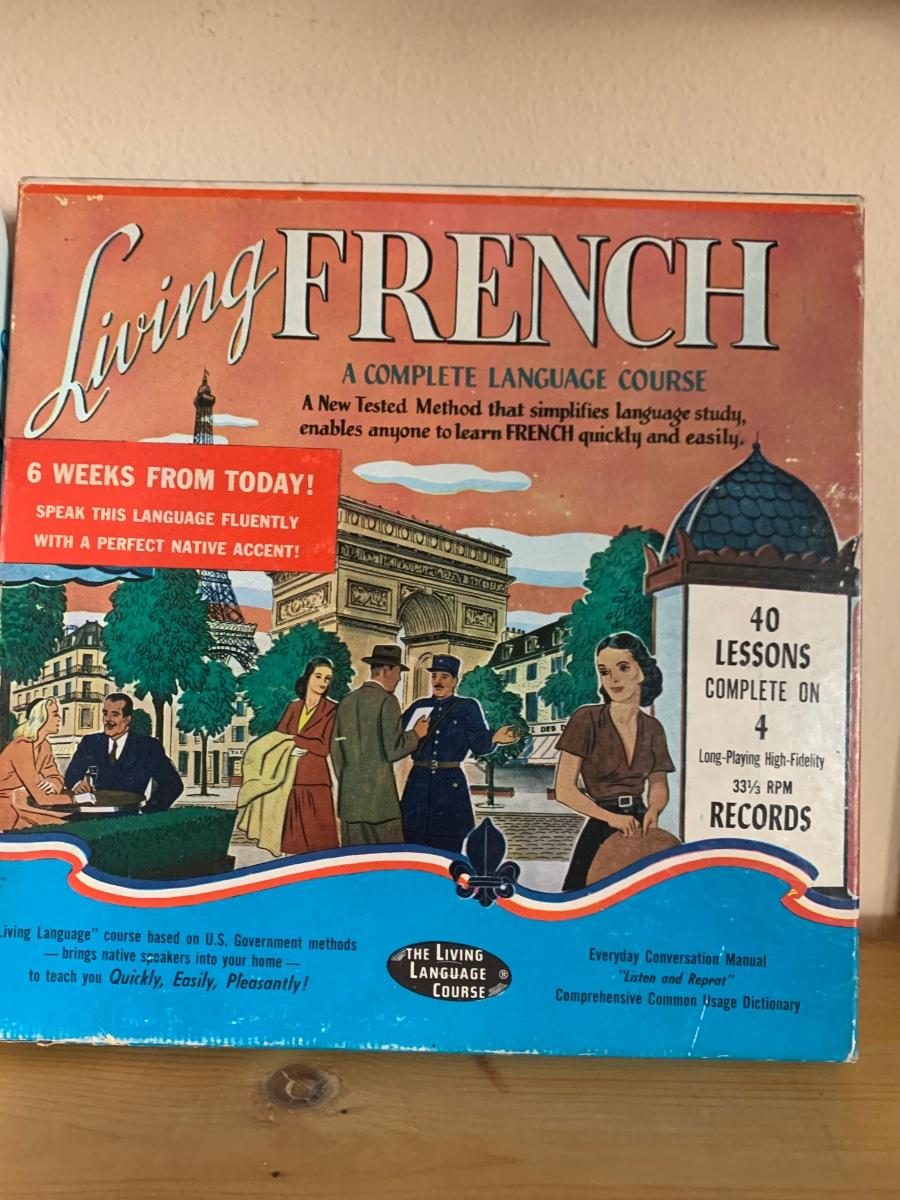 Living FRENCH
A COMPLETE LANGUAGE COURSE
A New Tested Method that simplifies language study,
enables anyone to learn FRENCH quickly and easily.
6 WEEKS FROM TODAY!
SPEAK THIS LANGUAGE FLUENTLY
WITH A PERFECT NATIVE ACCENT!
40
LESSONS
COMPLETE ON
4
Long-Playing High-Fidelity
33⅓ RPM
RECORDS
Living Language" course based on U.S. Government methods
— brings native speakers into your home —
to teach you Quickly, Easily, Pleasantly!
THE LIVING
LANGUAGE ®
COURSE
Everyday Conversation Manual
"Listen and Repeat"
Comprehensive Common Usage Dictionary